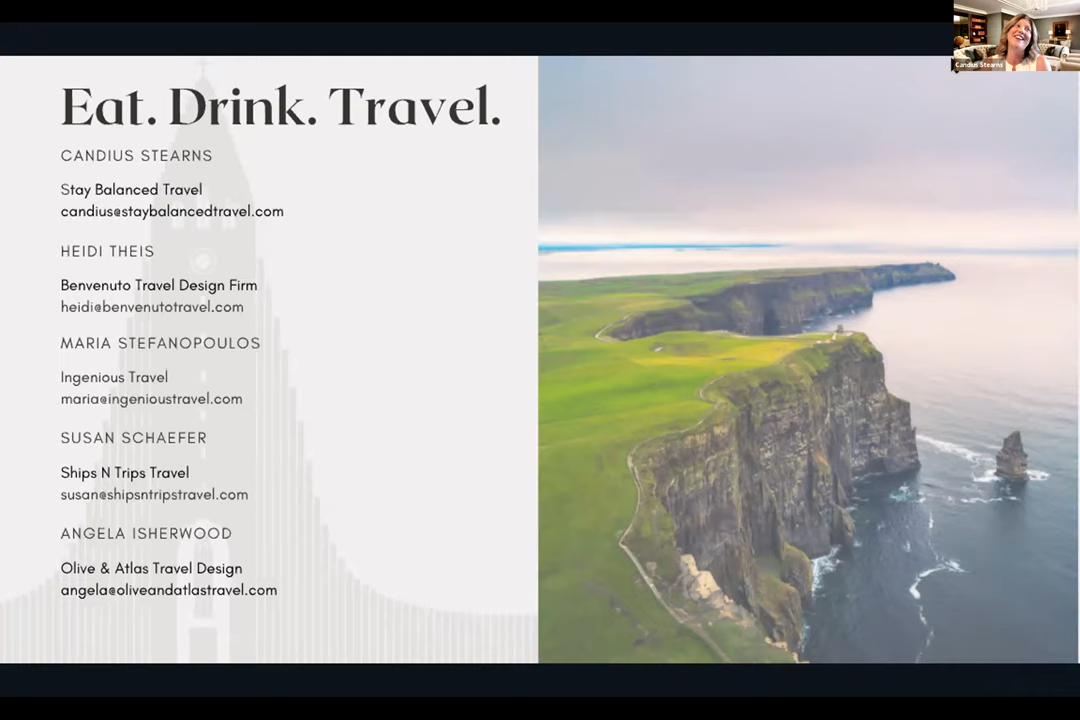 Eat. Drink. Travel.
CANDIUS STEARNS
Stay Balanced Travel
candius@staybalancedtravel.com
HEIDI THEIS
Benvenuto Travel Design Firm
heidi@benvenutotravel.com
MARIA STEFANOPOULOS
Ingenious Travel
maria@ingenioustravel.com
SUSAN SCHAEFER
Ships N Trips Travel
susan@shipsntripstravel.com
ANGELA ISHERWOOD
Olive & Atlas Travel Design
angela@oliveandatlastravel.com
Candius Stearns